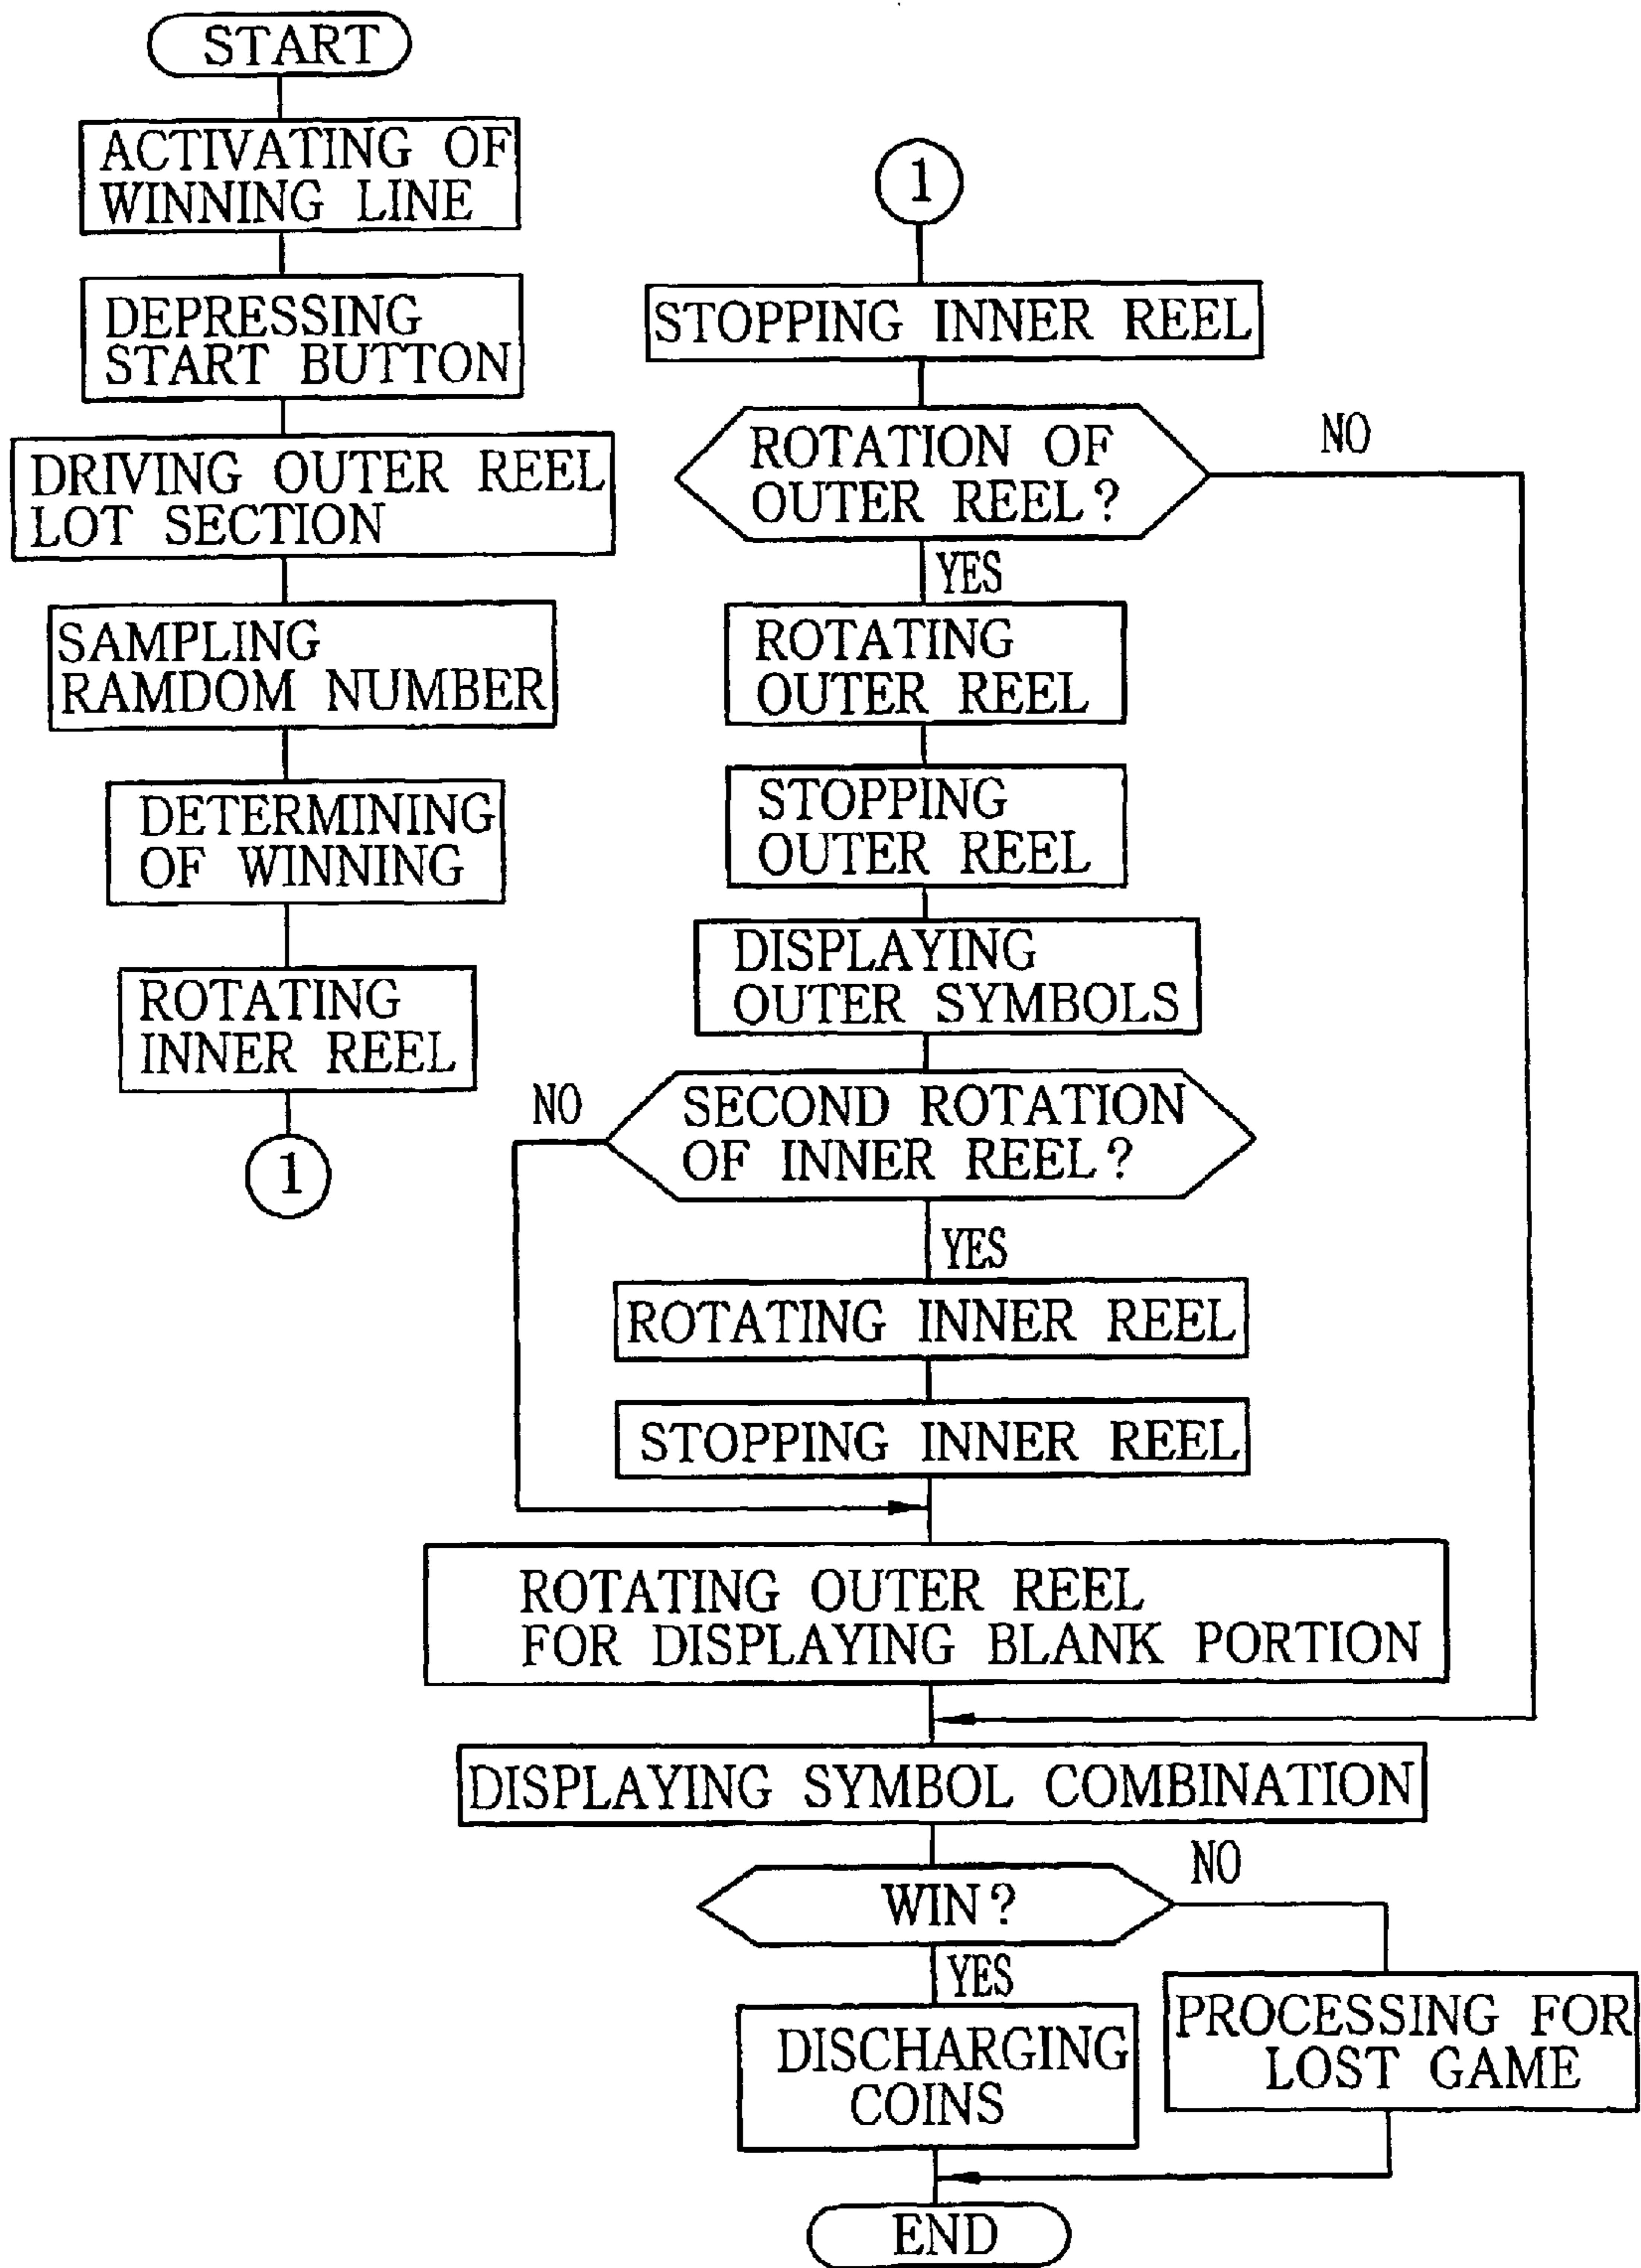 START
ACTIVATING OF
WINNING LINE
DEPRESSING
START BUTTON
DRIVING OUTER REEL
LOT SECTION
SAMPLING
RAMDOM NUMBER
DETERMINING
OF WINNING
ROTATING
INNER REEL
1
1
STOPPING INNER REEL
ROTATION OF
OUTER REEL?
NO
YES
ROTATING
OUTER REEL
STOPPING
OUTER REEL
DISPLAYING
OUTER SYMBOLS
SECOND ROTATION
OF INNER REEL?
NO
YES
ROTATING INNER REEL
STOPPING INNER REEL
ROTATING OUTER REEL
FOR DISPLAYING BLANK PORTION
DISPLAYING SYMBOL COMBINATION
WIN?
NO
YES
DISCHARGING
COINS
PROCESSING FOR
LOST GAME
END